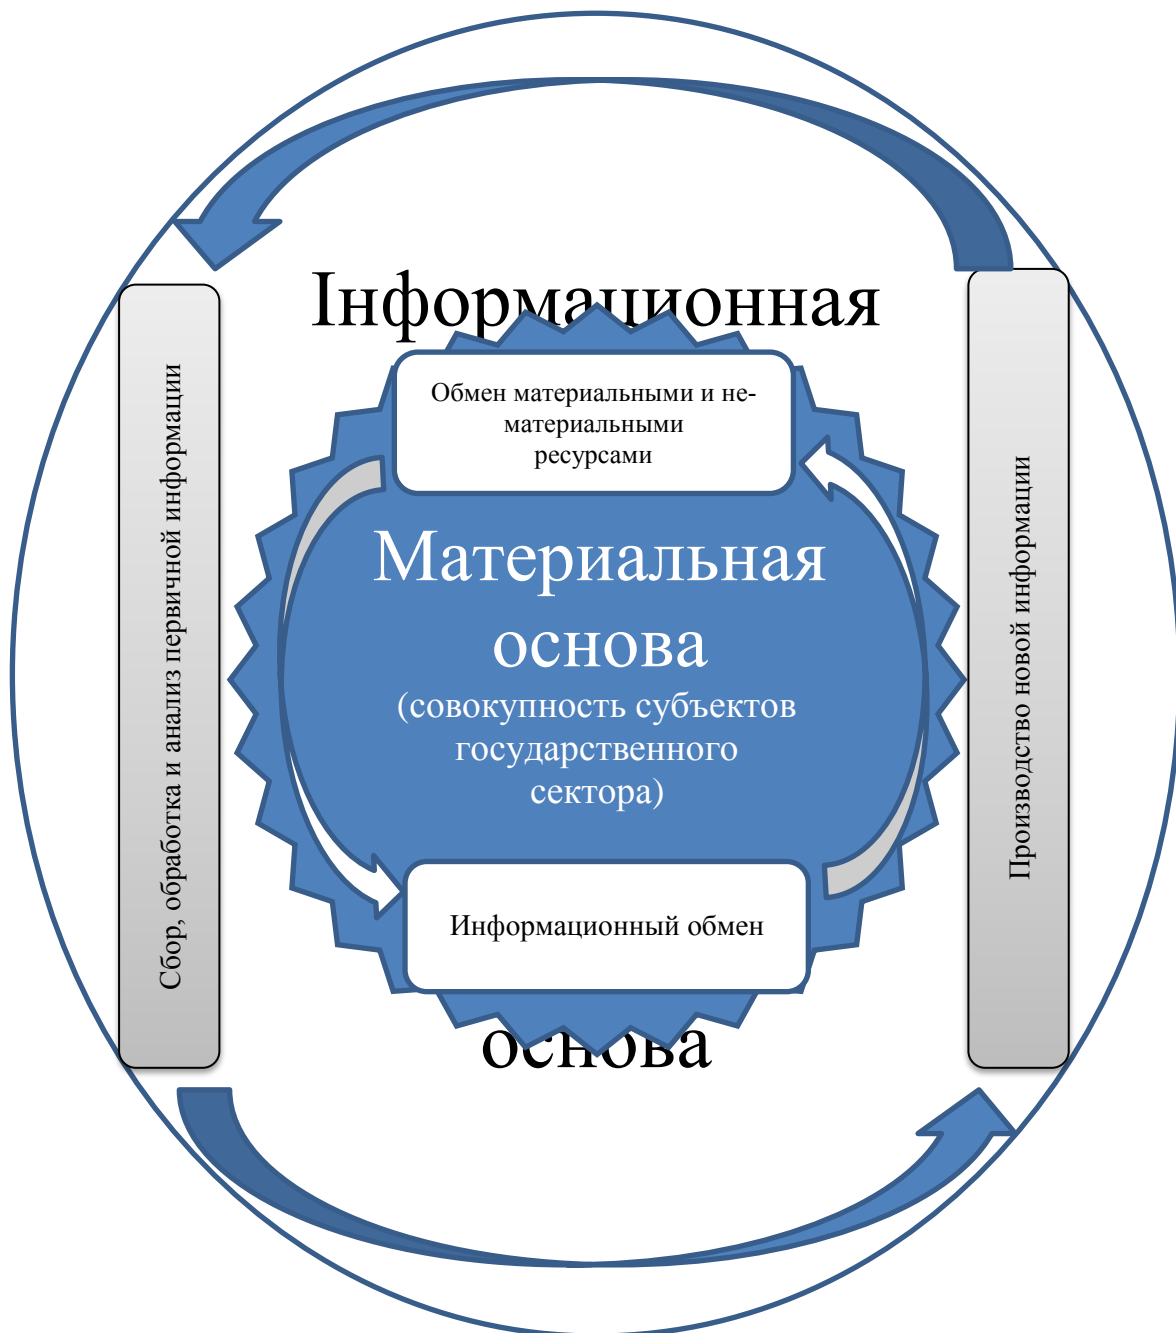 Інформационная
Обмен материальными и не-
материальными
ресурсами
Материальная
основа
(совокупность субъектов
государственного
сектора)
Информационный обмен
основа
Сбор, обработка и анализ первичной информации
Производство новой информации